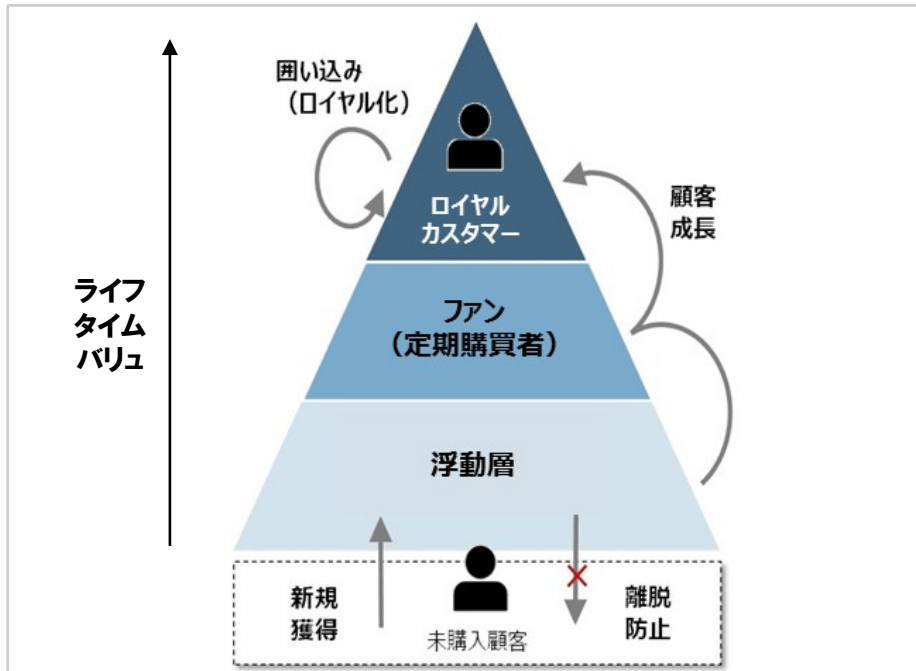 囲い込み
（ロイヤル化）
ロイヤル
カスタマー
顧客
成長
ライフ
タイム
バリュ
ファン
（定期購買者）
浮動層
新規
獲得
未購入顧客
離脱
防止